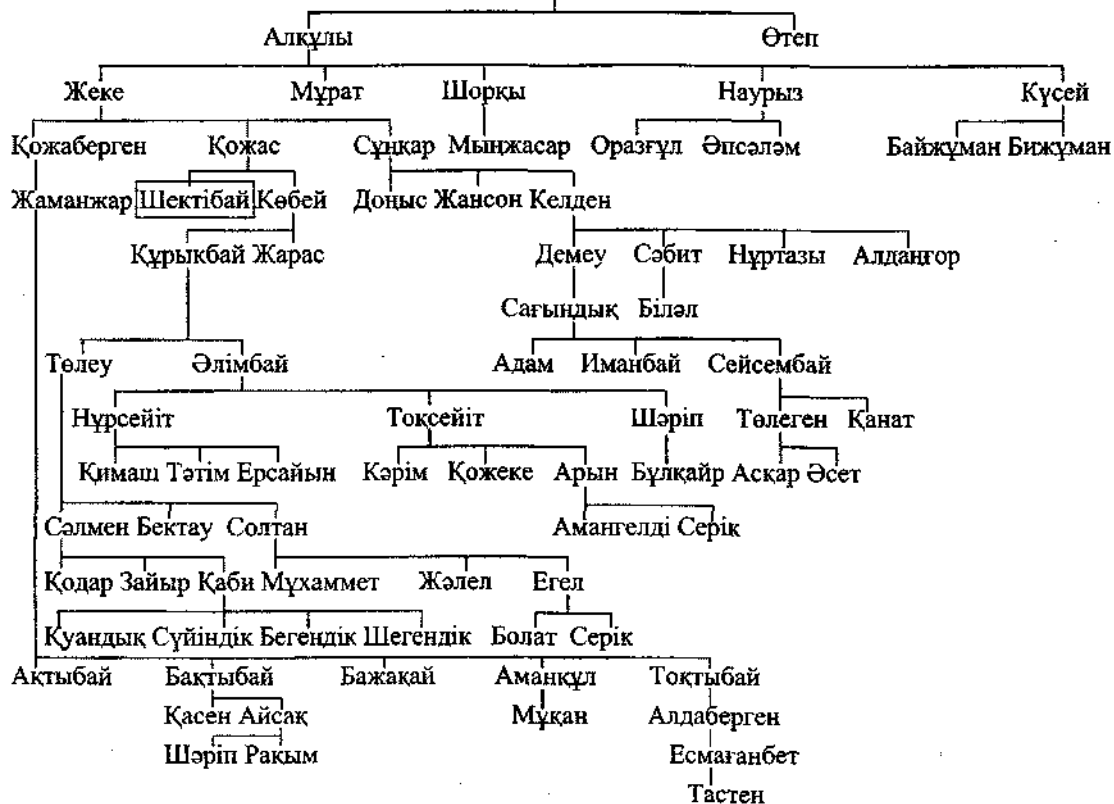 Алқұлы Өтеп
Жеке Мұрат Шорқы Наурыз Күсей
Қожаберген Қожас Сұңқар Мыңжасар Оразғұл Әпсәләм Байжұман Бижұман
Жаманжар Шектібай Көбей Доңыс Жансон Келден
Құрықбай Жарас Демеу Сәбит Нұртазы Алдаңгор
Сағындық Біләл
Төлеу Әлімбай Адам Иманбай Сейсембай
Нұрсейіт Тоқсейіт Шәріп Төлеген Қанат
Қимаш Тәтім Ерсайын Кәрім Қожеке Арын Бұлқайр Асқар Әсет
Сәлмен Бектау Солтан Амангелді Серік
Қодар Зайыр Қаби Мұхаммет Жәлел Егел
Қуандық Сүйіндік Бегендік Шегендік Болат Серік
Ақтыбай Бақтыбай Бажақай Аманқұл Тоқтыбай
Қасен Айсақ Мұқан Алдаберген
Шәріп Рақым Есмағанбет
Тастен